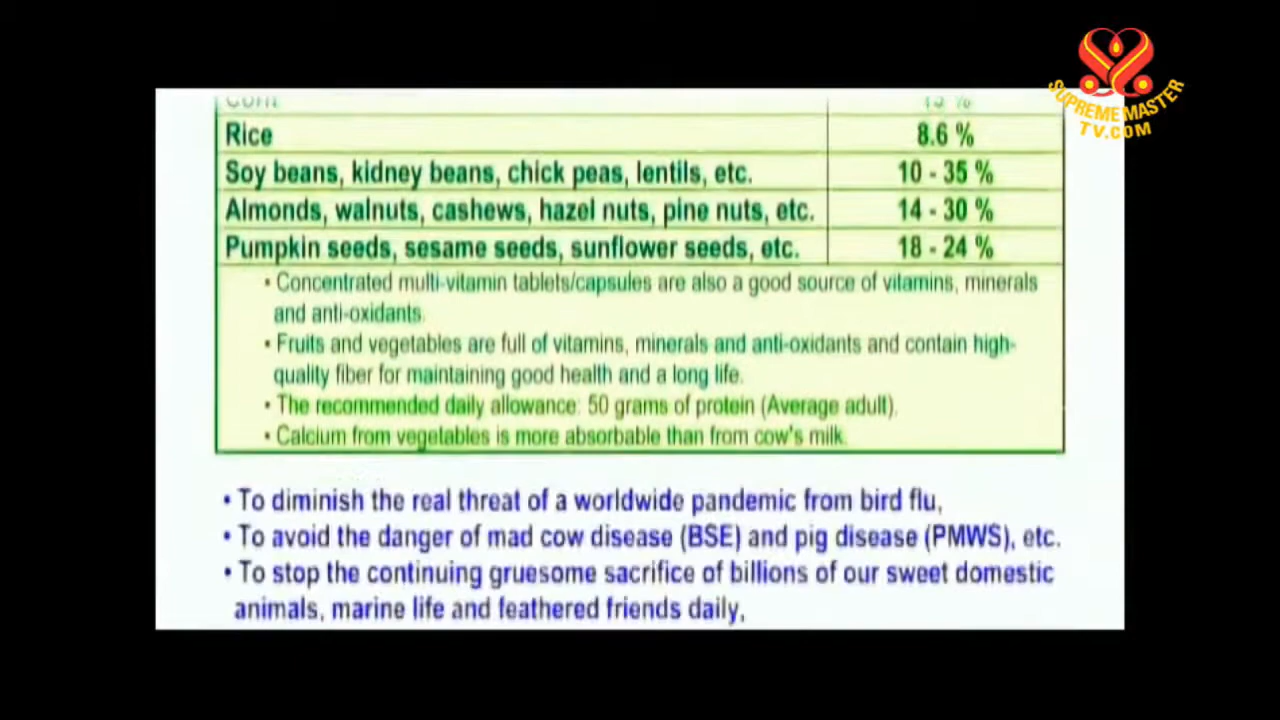 SUPREME MASTER
TV.COM
Corn 13 %
Rice 8.6 %
Soy beans, kidney beans, chick peas, lentils, etc. 10 - 35 %
Almonds, walnuts, cashews, hazel nuts, pine nuts, etc. 14 - 30 %
Pumpkin seeds, sesame seeds, sunflower seeds, etc. 18 - 24 %
• Concentrated multi-vitamin tablets/capsules are also a good source of vitamins, minerals
and anti-oxidants.
• Fruits and vegetables are full of vitamins, minerals and anti-oxidants and contain high-
quality fiber for maintaining good health and a long life.
• The recommended daily allowance: 50 grams of protein (Average adult).
• Calcium from vegetables is more absorbable than from cow's milk.
• To diminish the real threat of a worldwide pandemic from bird flu,
• To avoid the danger of mad cow disease (BSE) and pig disease (PMWS), etc.
• To stop the continuing gruesome sacrifice of billions of our sweet domestic
animals, marine life and feathered friends daily,